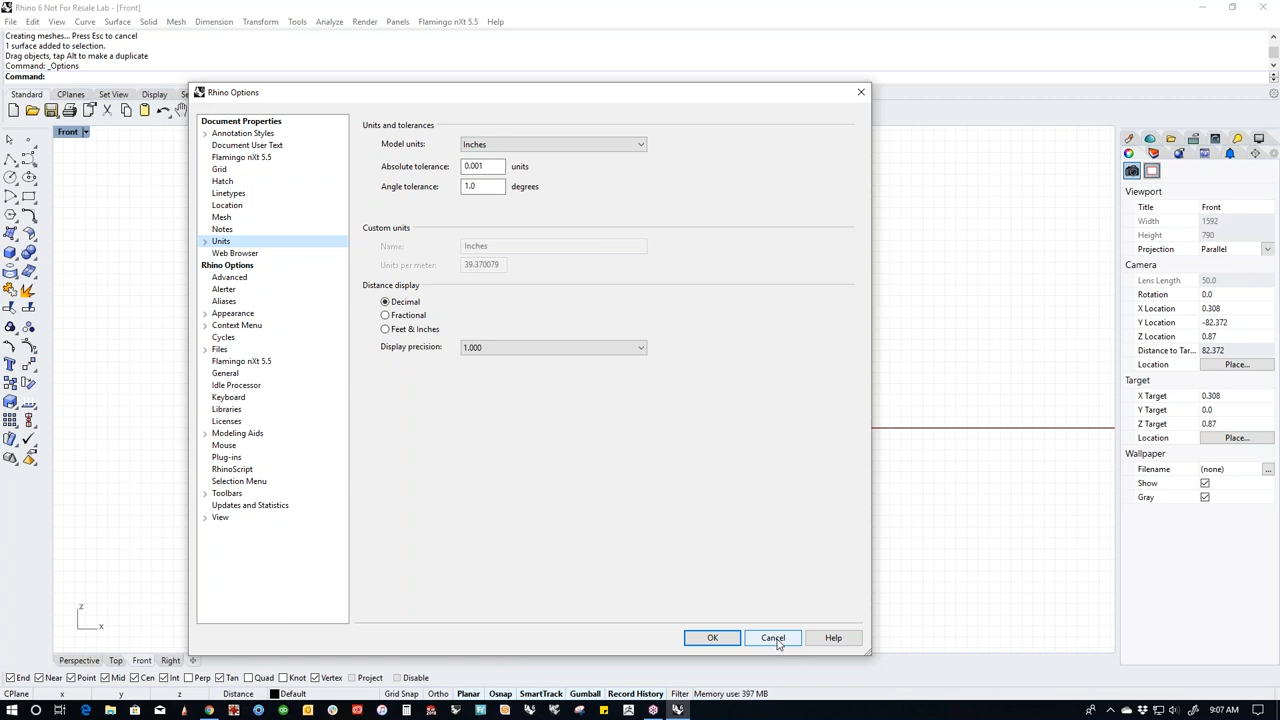 Rhino 6 Not For Resale Lab - [Front]
File Edit View Curve Surface Solid Mesh Dimension Transform Tools Analyze Render Panels Flamingo nXt 5.5 Help
Creating meshes... Press Esc to cancel
1 surface added to selection.
Drag objects, tap Alt to make a duplicate
Command: _Options
Command:
Standard CPlanes Set View Display
Front
Rhino Options
Document Properties
Annotation Styles
Document User Text
Flamingo nXt 5.5
Grid
Hatch
Linetypes
Location
Mesh
Notes
Units
Web Browser
Rhino Options
Advanced
Alerter
Aliases
Appearance
Context Menu
Cycles
Files
Flamingo nXt 5.5
General
Idle Processor
Keyboard
Libraries
Licenses
Modeling Aids
Mouse
Plug-ins
RhinoScript
Selection Menu
Toolbars
Updates and Statistics
View
Units and tolerances
Model units: Inches
Absolute tolerance: 0.001 units
Angle tolerance: 1.0 degrees
Custom units
Name: Inches
Units per meter: 39.370079
Distance display
Decimal
Fractional
Feet & Inches
Display precision: 1.000
OK Cancel Help
Viewport
Title Front
Width 1592
Height 790
Projection Parallel
Camera
Lens Length 50.0
Rotation 0.0
X Location 0.308
Y Location -82.372
Z Location 0.87
Distance to Tar... 82.372
Location Place...
Target
X Target 0.308
Y Target 0.0
Z Target 0.87
Location Place...
Wallpaper
Filename (none) ...
Show
Gray
z
x
Perspective Top Front Right
End Near Point Mid Cen Int Perp Tan Quad Knot Vertex Project Disable
CPlane x y z Distance Default Grid Snap Ortho Planar Osnap SmartTrack Gumball Record History Filter Memory use: 397 MB
9:07 AM